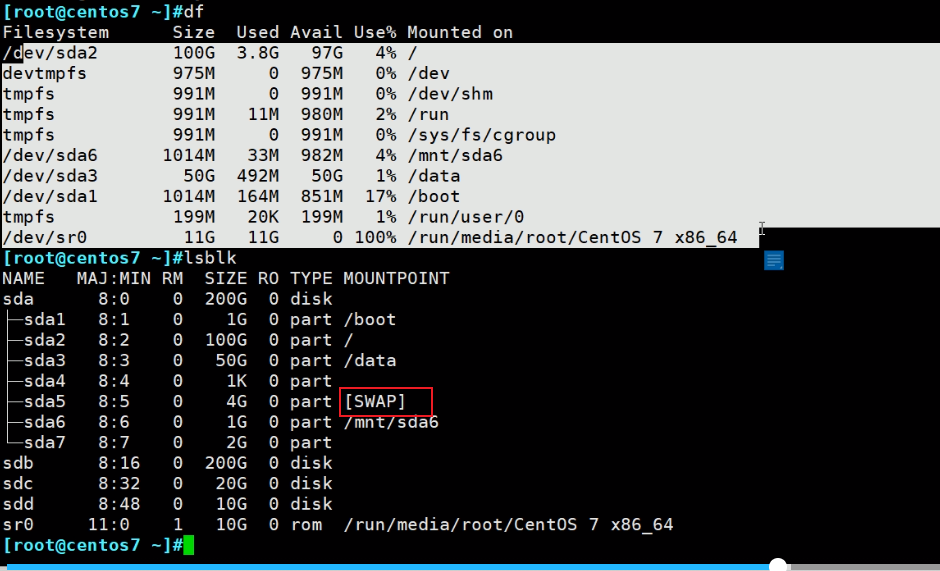 [root@centos7 ~]#df
Filesystem      Size  Used Avail Use% Mounted on
/dev/sda2       100G  3.8G   97G   4% /
devtmpfs        975M     0  975M   0% /dev
tmpfs           991M     0  991M   0% /dev/shm
tmpfs           991M   11M  980M   2% /run
tmpfs           991M     0  991M   0% /sys/fs/cgroup
/dev/sda6      1014M   33M  982M   4% /mnt/sda6
/dev/sda3        50G  492M   50G   1% /data
/dev/sda1      1014M  164M  851M  17% /boot
tmpfs           199M   20K  199M   1% /run/user/0
/dev/sr0         11G   11G     0 100% /run/media/root/CentOS 7 x86_64
[root@centos7 ~]#lsblk
NAME   MAJ:MIN RM  SIZE RO TYPE MOUNTPOINT
sda      8:0    0  200G  0 disk
├─sda1   8:1    0    1G  0 part /boot
├─sda2   8:2    0  100G  0 part /
├─sda3   8:3    0   50G  0 part /data
├─sda4   8:4    0    1K  0 part
├─sda5   8:5    0    4G  0 part [SWAP]
├─sda6   8:6    0    1G  0 part /mnt/sda6
└─sda7   8:7    0    2G  0 part
sdb      8:16   0  200G  0 disk
sdc      8:32   0   20G  0 disk
sdd      8:48   0   10G  0 disk
sr0     11:0    1   10G  0 rom  /run/media/root/CentOS 7 x86_64
[root@centos7 ~]#